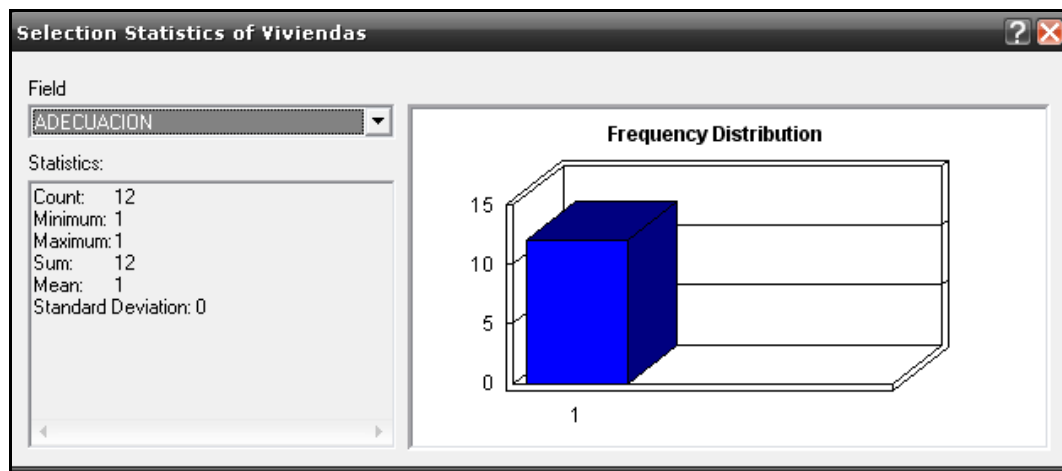 Selection Statistics of Viviendas
Field
ADECUACION
Statistics:
Count: 12
Minimum: 1
Maximum: 1
Sum: 12
Mean: 1
Standard Deviation: 0
Frequency Distribution
15
10
5
0
1